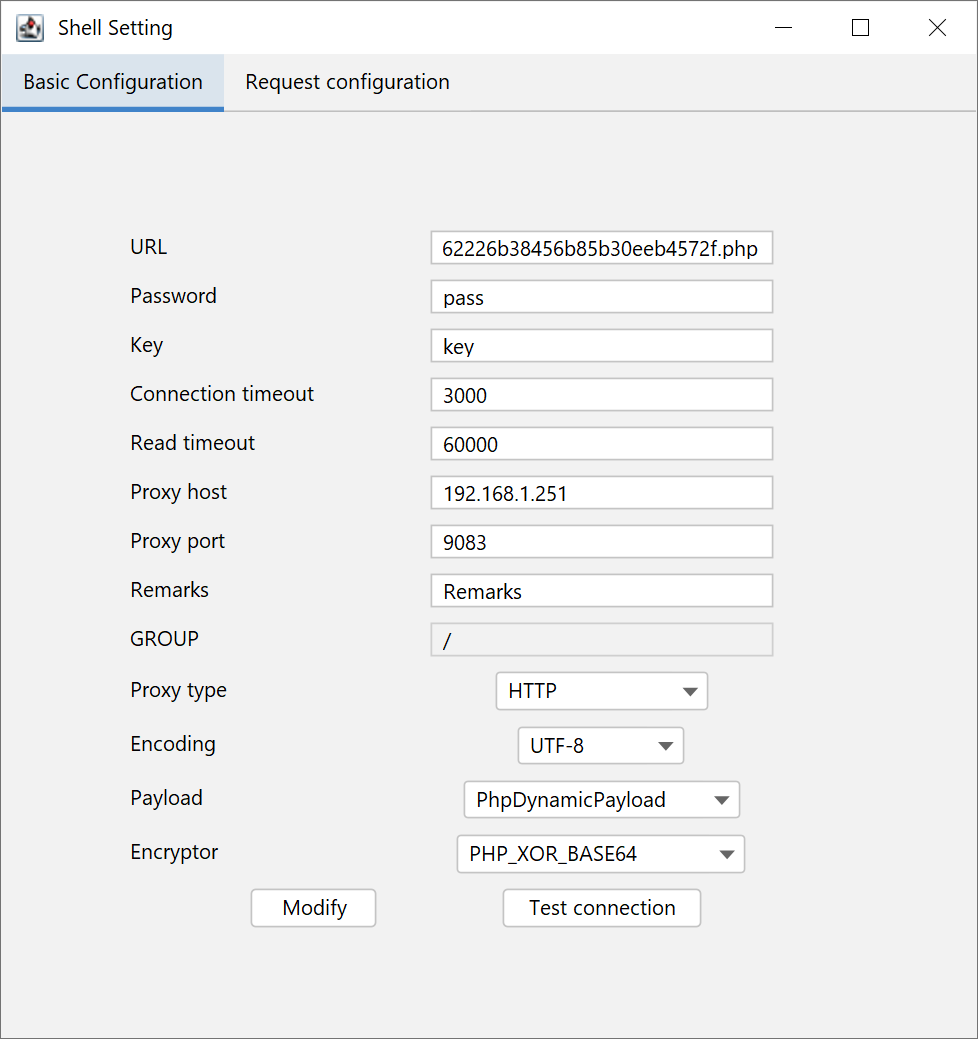 Shell Setting
Basic Configuration
Request configuration
URL
62226b38456b85b30eeb4572f.php
Password
pass
Key
key
Connection timeout
3000
Read timeout
60000
Proxy host
192.168.1.251
Proxy port
9083
Remarks
Remarks
GROUP
/
Proxy type
HTTP
Encoding
UTF-8
Payload
PhpDynamicPayload
Encryptor
PHP_XOR_BASE64
Modify
Test connection